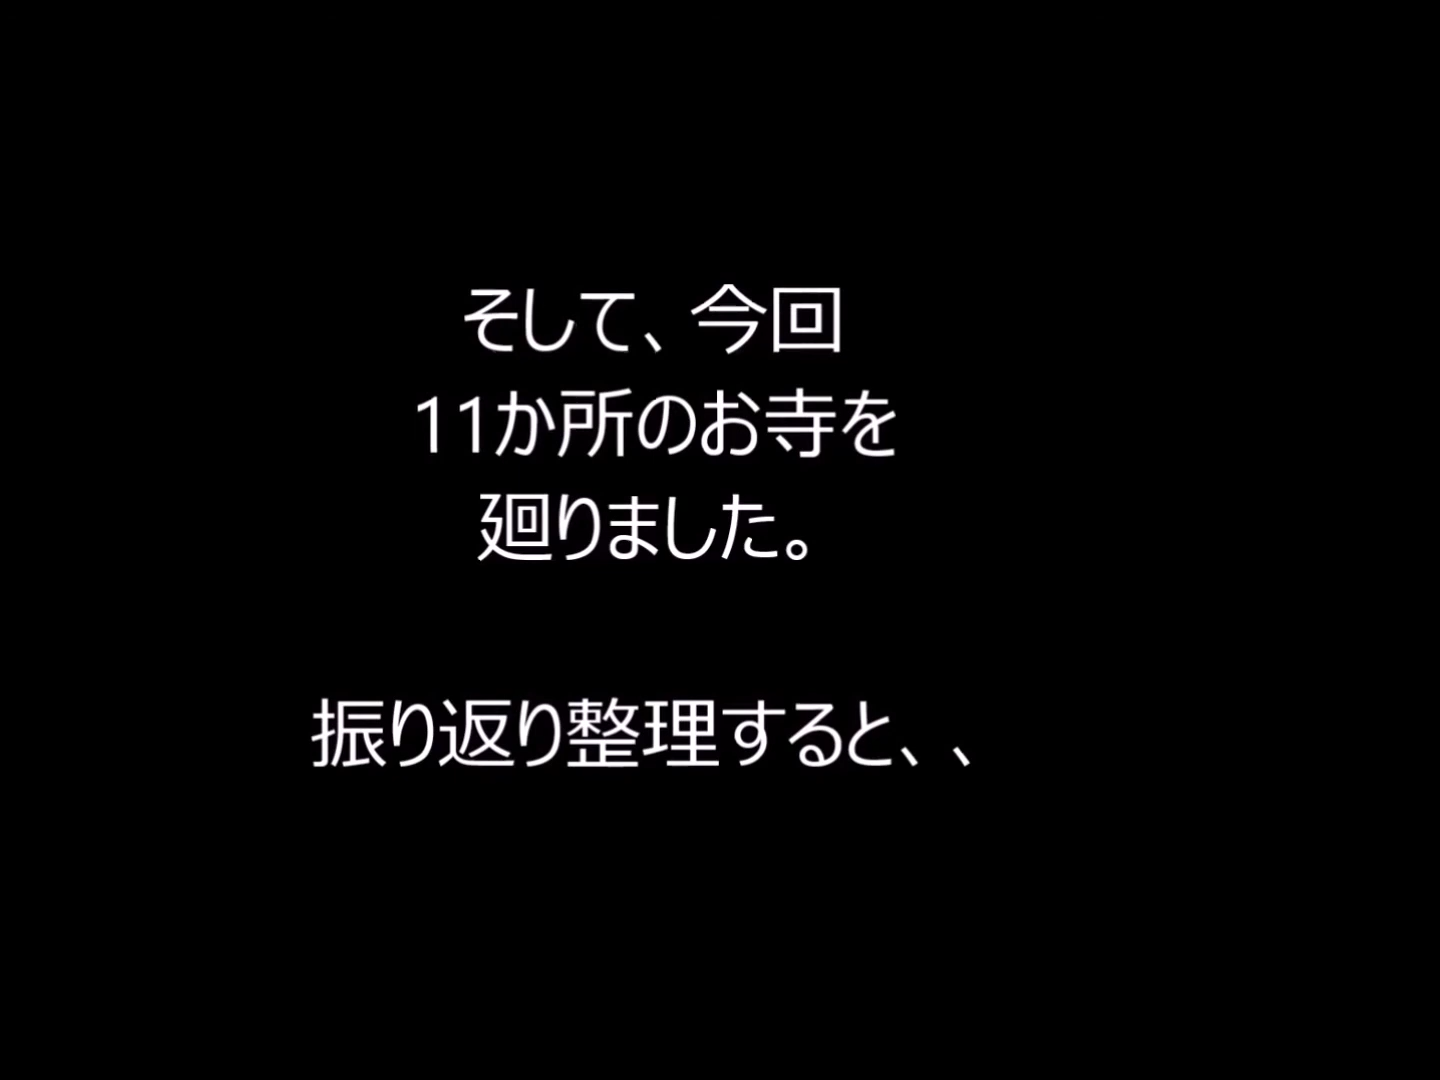 そして、今回
11か所のお寺を
廻りました。
振り返り整理すると、、